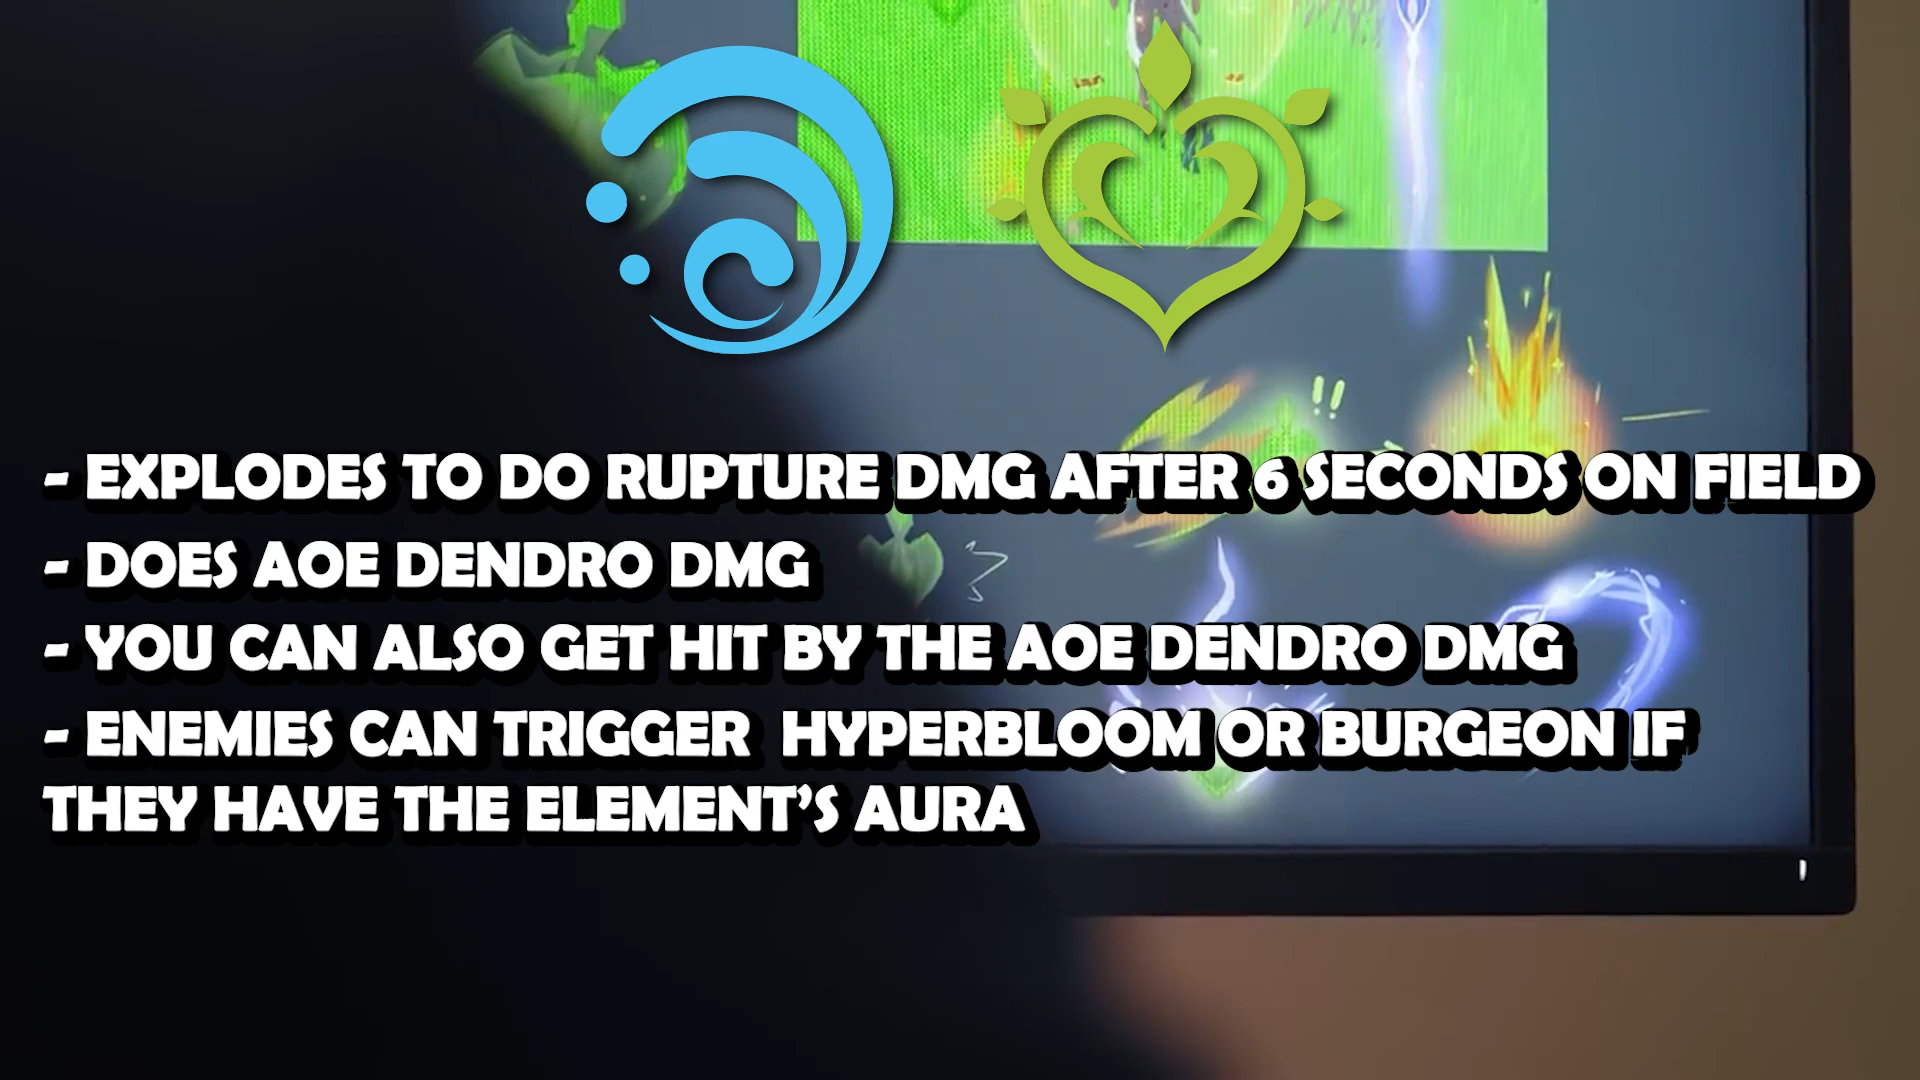 - EXPLODES TO DO RUPTURE DMG AFTER 6 SECONDS ON FIELD
- DOES AOE DENDRO DMG
- YOU CAN ALSO GET HIT BY THE AOE DENDRO DMG
- ENEMIES CAN TRIGGER HYPERBLOOM OR BURGEON IF
THEY HAVE THE ELEMENT'S AURA